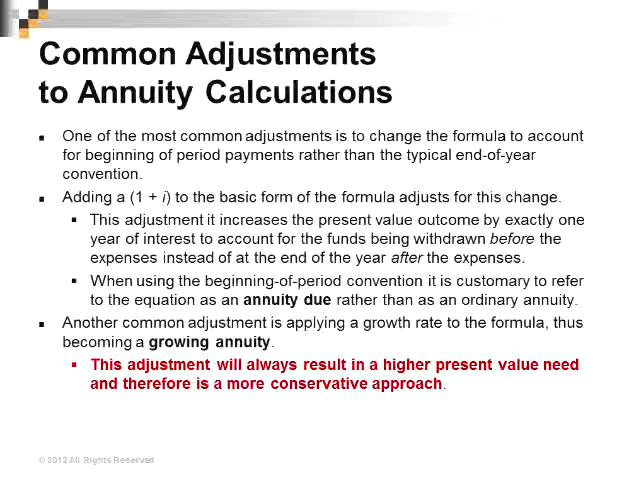 Common Adjustments
to Annuity Calculations
One of the most common adjustments is to change the formula to account
for beginning of period payments rather than the typical end-of-year
convention.
Adding a (1 + i) to the basic form of the formula adjusts for this change.
This adjustment it increases the present value outcome by exactly one
year of interest to account for the funds being withdrawn before the
expenses instead of at the end of the year after the expenses.
When using the beginning-of-period convention it is customary to refer
to the equation as an annuity due rather than as an ordinary annuity.
Another common adjustment is applying a growth rate to the formula, thus
becoming a growing annuity.
This adjustment will always result in a higher present value need
and therefore is a more conservative approach.
© 2012 All Rights Reserved